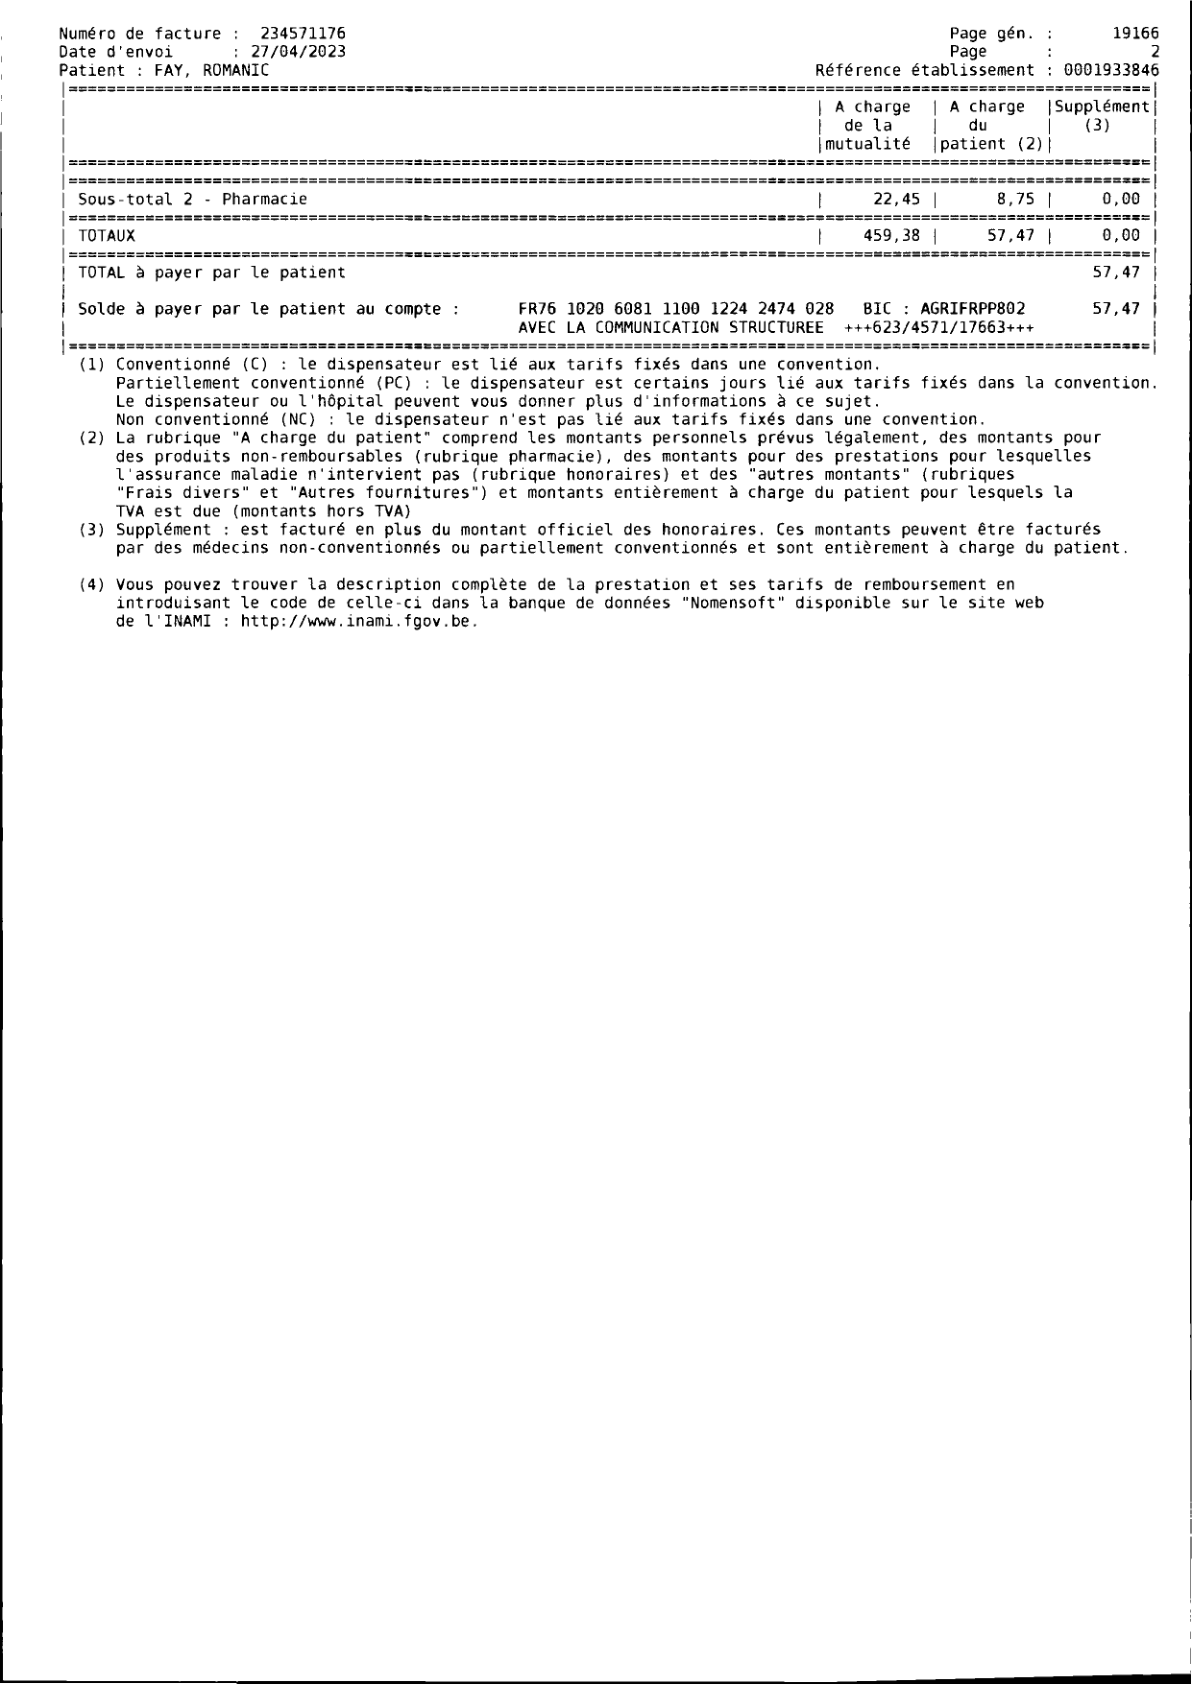 Numéro de facture : 234571176 Page gén. : 19166
Date d'envoi : 27/04/2023 Page : 2
Patient : FAY, ROMANIC Référence établissement : 0001933846
A charge | A charge | Supplément
de la | du | (3)
mutualité | patient (2)
Sous-total 2 - Pharmacie | 22,45 | 8,75 | 0,00
TOTAUX | 459,38 | 57,47 | 0,00
TOTAL à payer par le patient 57,47
Solde à payer par le patient au compte : FR76 1020 6081 1100 1224 2474 028 BIC : AGRIFRPP802 57,47
AVEC LA COMMUNICATION STRUCTUREE +++623/4571/17663+++
(1) Conventionné (C) : le dispensateur est lié aux tarifs fixés dans une convention.
Partiellement conventionné (PC) : le dispensateur est certains jours lié aux tarifs fixés dans la convention.
Le dispensateur ou l'hôpital peuvent vous donner plus d'informations à ce sujet.
Non conventionné (NC) : le dispensateur n'est pas lié aux tarifs fixés dans une convention.
(2) La rubrique "A charge du patient" comprend les montants personnels prévus légalement, des montants pour
des produits non-remboursables (rubrique pharmacie), des montants pour des prestations pour lesquelles
l'assurance maladie n'intervient pas (rubrique honoraires) et des "autres montants" (rubriques
"Frais divers" et "Autres fournitures") et montants entièrement à charge du patient pour lesquels la
TVA est due (montants hors TVA)
(3) Supplément : est facturé en plus du montant officiel des honoraires. Ces montants peuvent être facturés
par des médecins non-conventionnés ou partiellement conventionnés et sont entièrement à charge du patient.
(4) Vous pouvez trouver la description complète de la prestation et ses tarifs de remboursement en
introduisant le code de celle-ci dans la banque de données "Nomensoft" disponible sur le site web
de l'INAMI : http://www.inami.fgov.be.